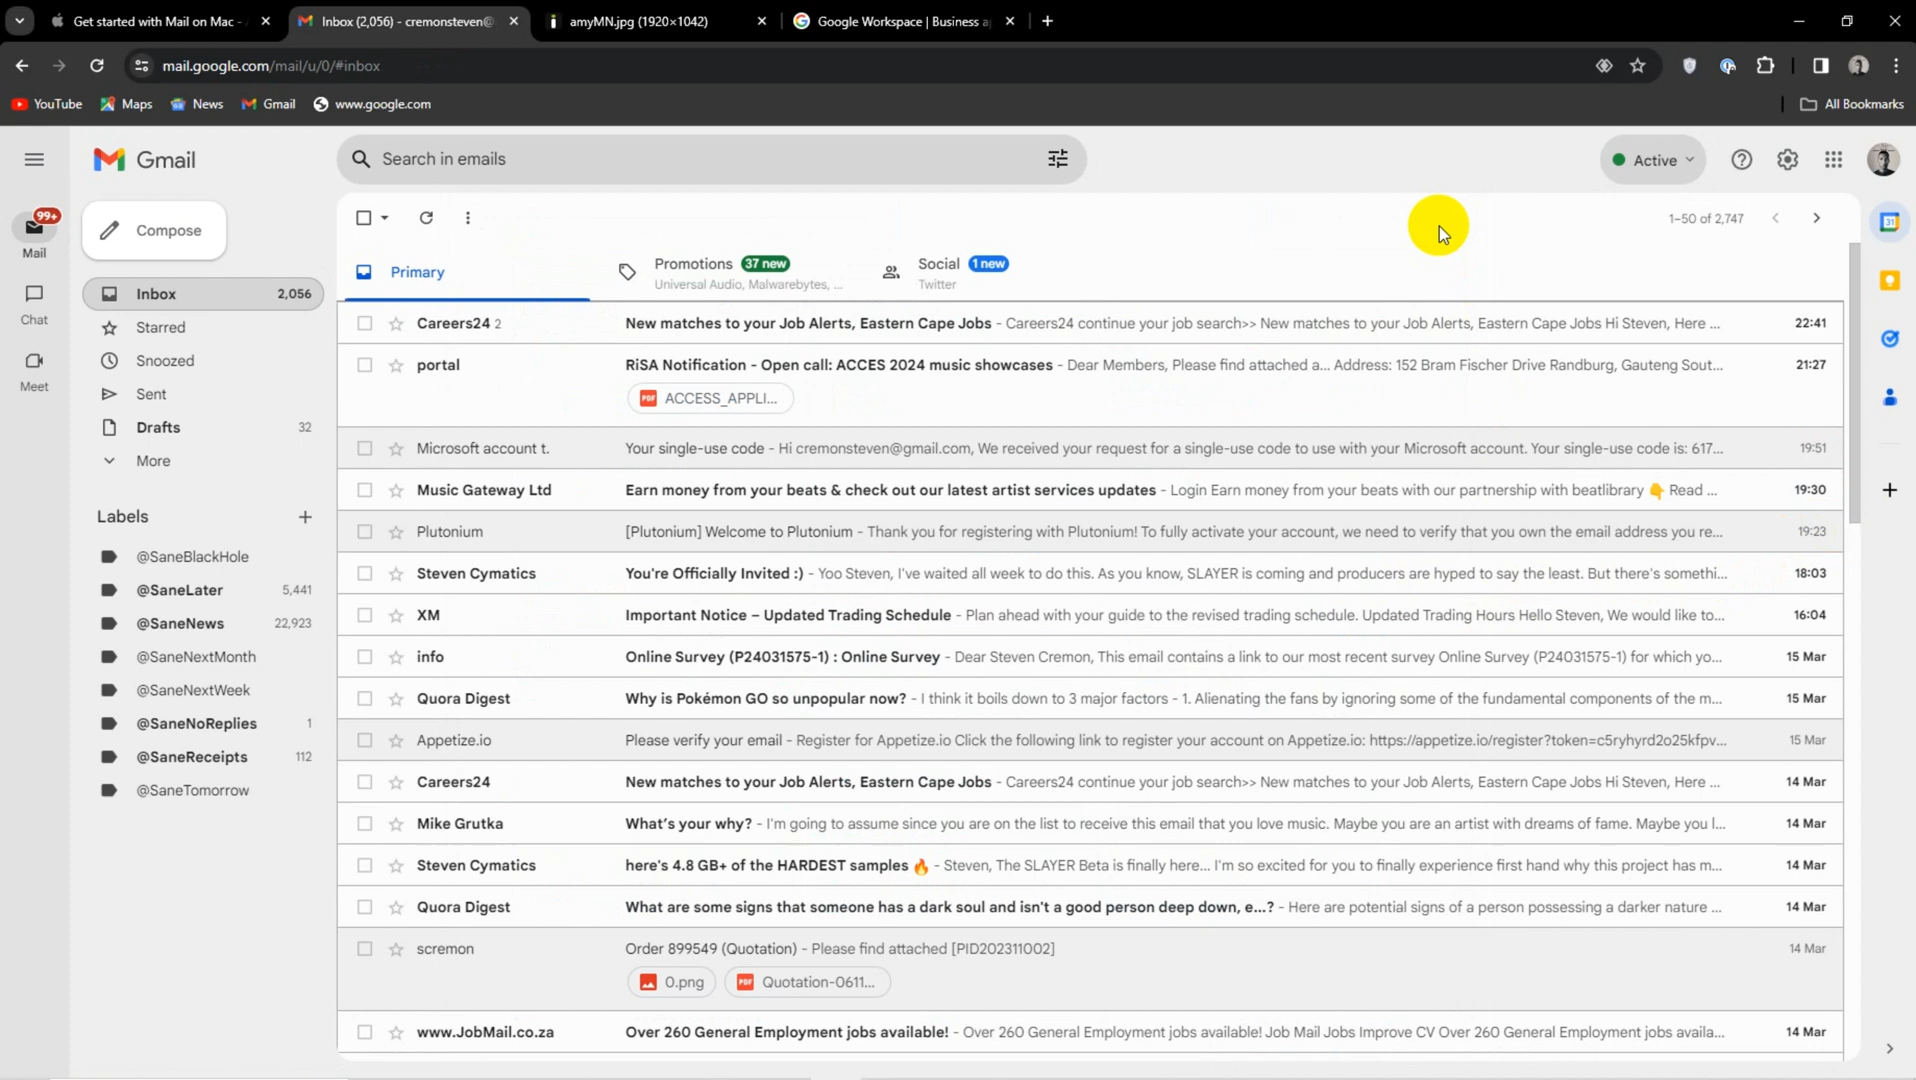 Get started with Mail on Mac -
Inbox (2,056) - cremonsteven@
amyMN.jpg (1920×1042)
Google Workspace | Business a
mail.google.com/mail/u/0/#inbox
YouTube Maps News Gmail www.google.com All Bookmarks
Gmail
Search in emails
Active
31
99+
Mail
Chat
Meet
Compose
Inbox 2,056
Starred
Snoozed
Sent
Drafts 32
More
Labels
@SaneBlackHole
@SaneLater 5,441
@SaneNews 22,923
@SaneNextMonth
@SaneNextWeek
@SaneNoReplies 1
@SaneReceipts 112
@SaneTomorrow
1–50 of 2,747
Primary
Promotions 37 new
Universal Audio, Malwarebytes, ...
Social 1 new
Twitter
Careers24 2 New matches to your Job Alerts, Eastern Cape Jobs - Careers24 continue your job search>> New matches to your Job Alerts, Eastern Cape Jobs Hi Steven, Here ... 22:41
portal RiSA Notification - Open call: ACCES 2024 music showcases - Dear Members, Please find attached a... Address: 152 Bram Fischer Drive Randburg, Gauteng Sout... 21:27
PDF ACCESS_APPLI...
Microsoft account t. Your single-use code - Hi cremonsteven@gmail.com, We received your request for a single-use code to use with your Microsoft account. Your single-use code is: 617... 19:51
Music Gateway Ltd Earn money from your beats & check out our latest artist services updates - Login Earn money from your beats with our partnership with beatlibrary 👇 Read ... 19:30
Plutonium [Plutonium] Welcome to Plutonium - Thank you for registering with Plutonium! To fully activate your account, we need to verify that you own the email address you re... 19:23
Steven Cymatics You're Officially Invited :) - Yoo Steven, I've waited all week to do this. As you know, SLAYER is coming and producers are hyped to say the least. But there's somethi... 18:03
XM Important Notice – Updated Trading Schedule - Plan ahead with your guide to the revised trading schedule. Updated Trading Hours Hello Steven, We would like to... 16:04
info Online Survey (P24031575-1) : Online Survey - Dear Steven Cremon, This email contains a link to our most recent survey Online Survey (P24031575-1) for which yo... 15 Mar
Quora Digest Why is Pokémon GO so unpopular now? - I think it boils down to 3 major factors - 1. Alienating the fans by ignoring some of the fundamental components of the m... 15 Mar
Appetize.io Please verify your email - Register for Appetize.io Click the following link to register your account on Appetize.io: https://appetize.io/register?token=c5ryhyrd2o25kfpv... 15 Mar
Careers24 New matches to your Job Alerts, Eastern Cape Jobs - Careers24 continue your job search>> New matches to your Job Alerts, Eastern Cape Jobs Hi Steven, Here ... 14 Mar
Mike Grutka What's your why? - I'm going to assume since you are on the list to receive this email that you love music. Maybe you are an artist with dreams of fame. Maybe you l... 14 Mar
Steven Cymatics here's 4.8 GB+ of the HARDEST samples 🔥 - Steven, The SLAYER Beta is finally here... I'm so excited for you to finally experience first hand why this project has m... 14 Mar
Quora Digest What are some signs that someone has a dark soul and isn't a good person deep down, e...? - Here are potential signs of a person possessing a darker nature ... 14 Mar
scremon Order 899549 (Quotation) - Please find attached [PID202311002] 14 Mar
0.png PDF Quotation-0611...
www.JobMail.co.za Over 260 General Employment jobs available! - Over 260 General Employment jobs available! Job Mail Jobs Improve CV Over 260 General Employment jobs availa... 14 Mar